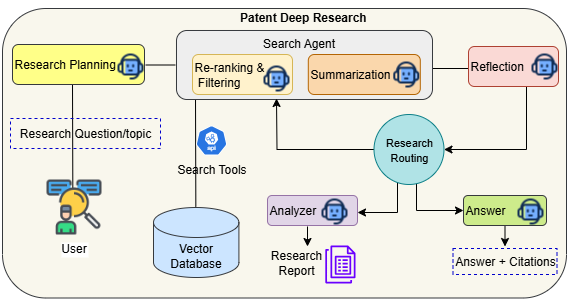 Patent Deep Research
Search Agent
Research Planning
Re-ranking &
Filtering
Summarization
Reflection
Research Question/topic
api
Search Tools
Research
Routing
User
Vector
Database
Analyzer
Answer
Research
Report
Answer + Citations